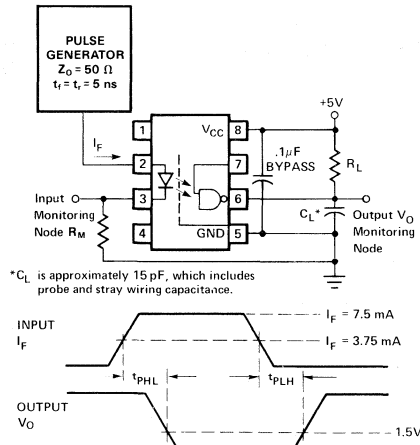 PULSE
GENERATOR
Z_O = 50 Ω
t_f = t_r = 5 ns
+5V
I_F
1
V_CC
8
.1μF
BYPASS
R_L
2
7
Input
Monitoring
Node R_M
3
6
C_L*
Output V_O
Monitoring
Node
4
GND
5
*C_L is approximately 15 pF, which includes
probe and stray wiring capacitance.
INPUT
I_F
I_F = 7.5 mA
I_F = 3.75 mA
t_PHL
t_PLH
OUTPUT
V_O
1.5V